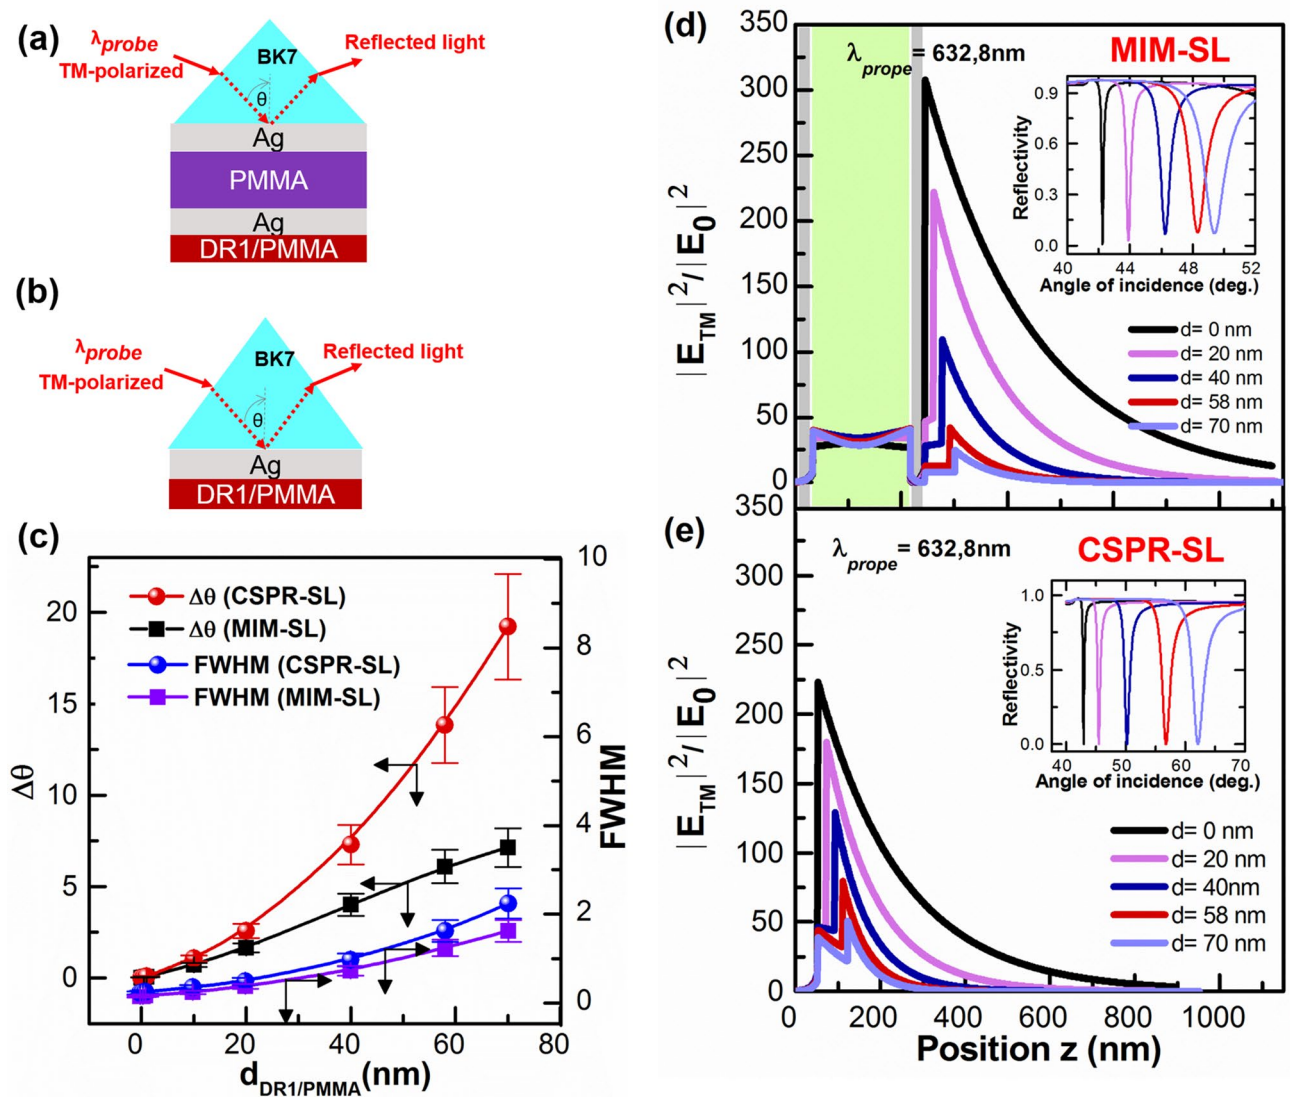 (a)
λprobe
TM-polarized
BK7
Reflected light
θ
Ag
PMMA
Ag
DR1/PMMA
(b)
λprobe
TM-polarized
BK7
Reflected light
θ
Ag
DR1/PMMA
(c)
Δθ (CSPR-SL)
Δθ (MIM-SL)
FWHM (CSPR-SL)
FWHM (MIM-SL)
20
15
10
5
0
Δθ
10
8
6
4
2
0
FWHM
0 20 40 60 80
dDR1/PMMA(nm)
(d)
λprope = 632,8nm
MIM-SL
350
300
250
200
150
100
50
0
|ETM|²/|E0|²
0.9
0.6
0.3
0.0
Reflectivity
40 44 48 52
Angle of incidence (deg.)
d= 0 nm
d= 20 nm
d= 40 nm
d= 58 nm
d= 70 nm
(e)
λprope = 632,8nm
CSPR-SL
350
300
250
200
150
100
50
0
|ETM|²/|E0|²
1.0
0.5
0.0
Reflectivity
40 50 60 70
Angle of incidence (deg.)
d= 0 nm
d= 20 nm
d= 40nm
d= 58 nm
d= 70 nm
0 200 400 600 800 1000
Position z (nm)